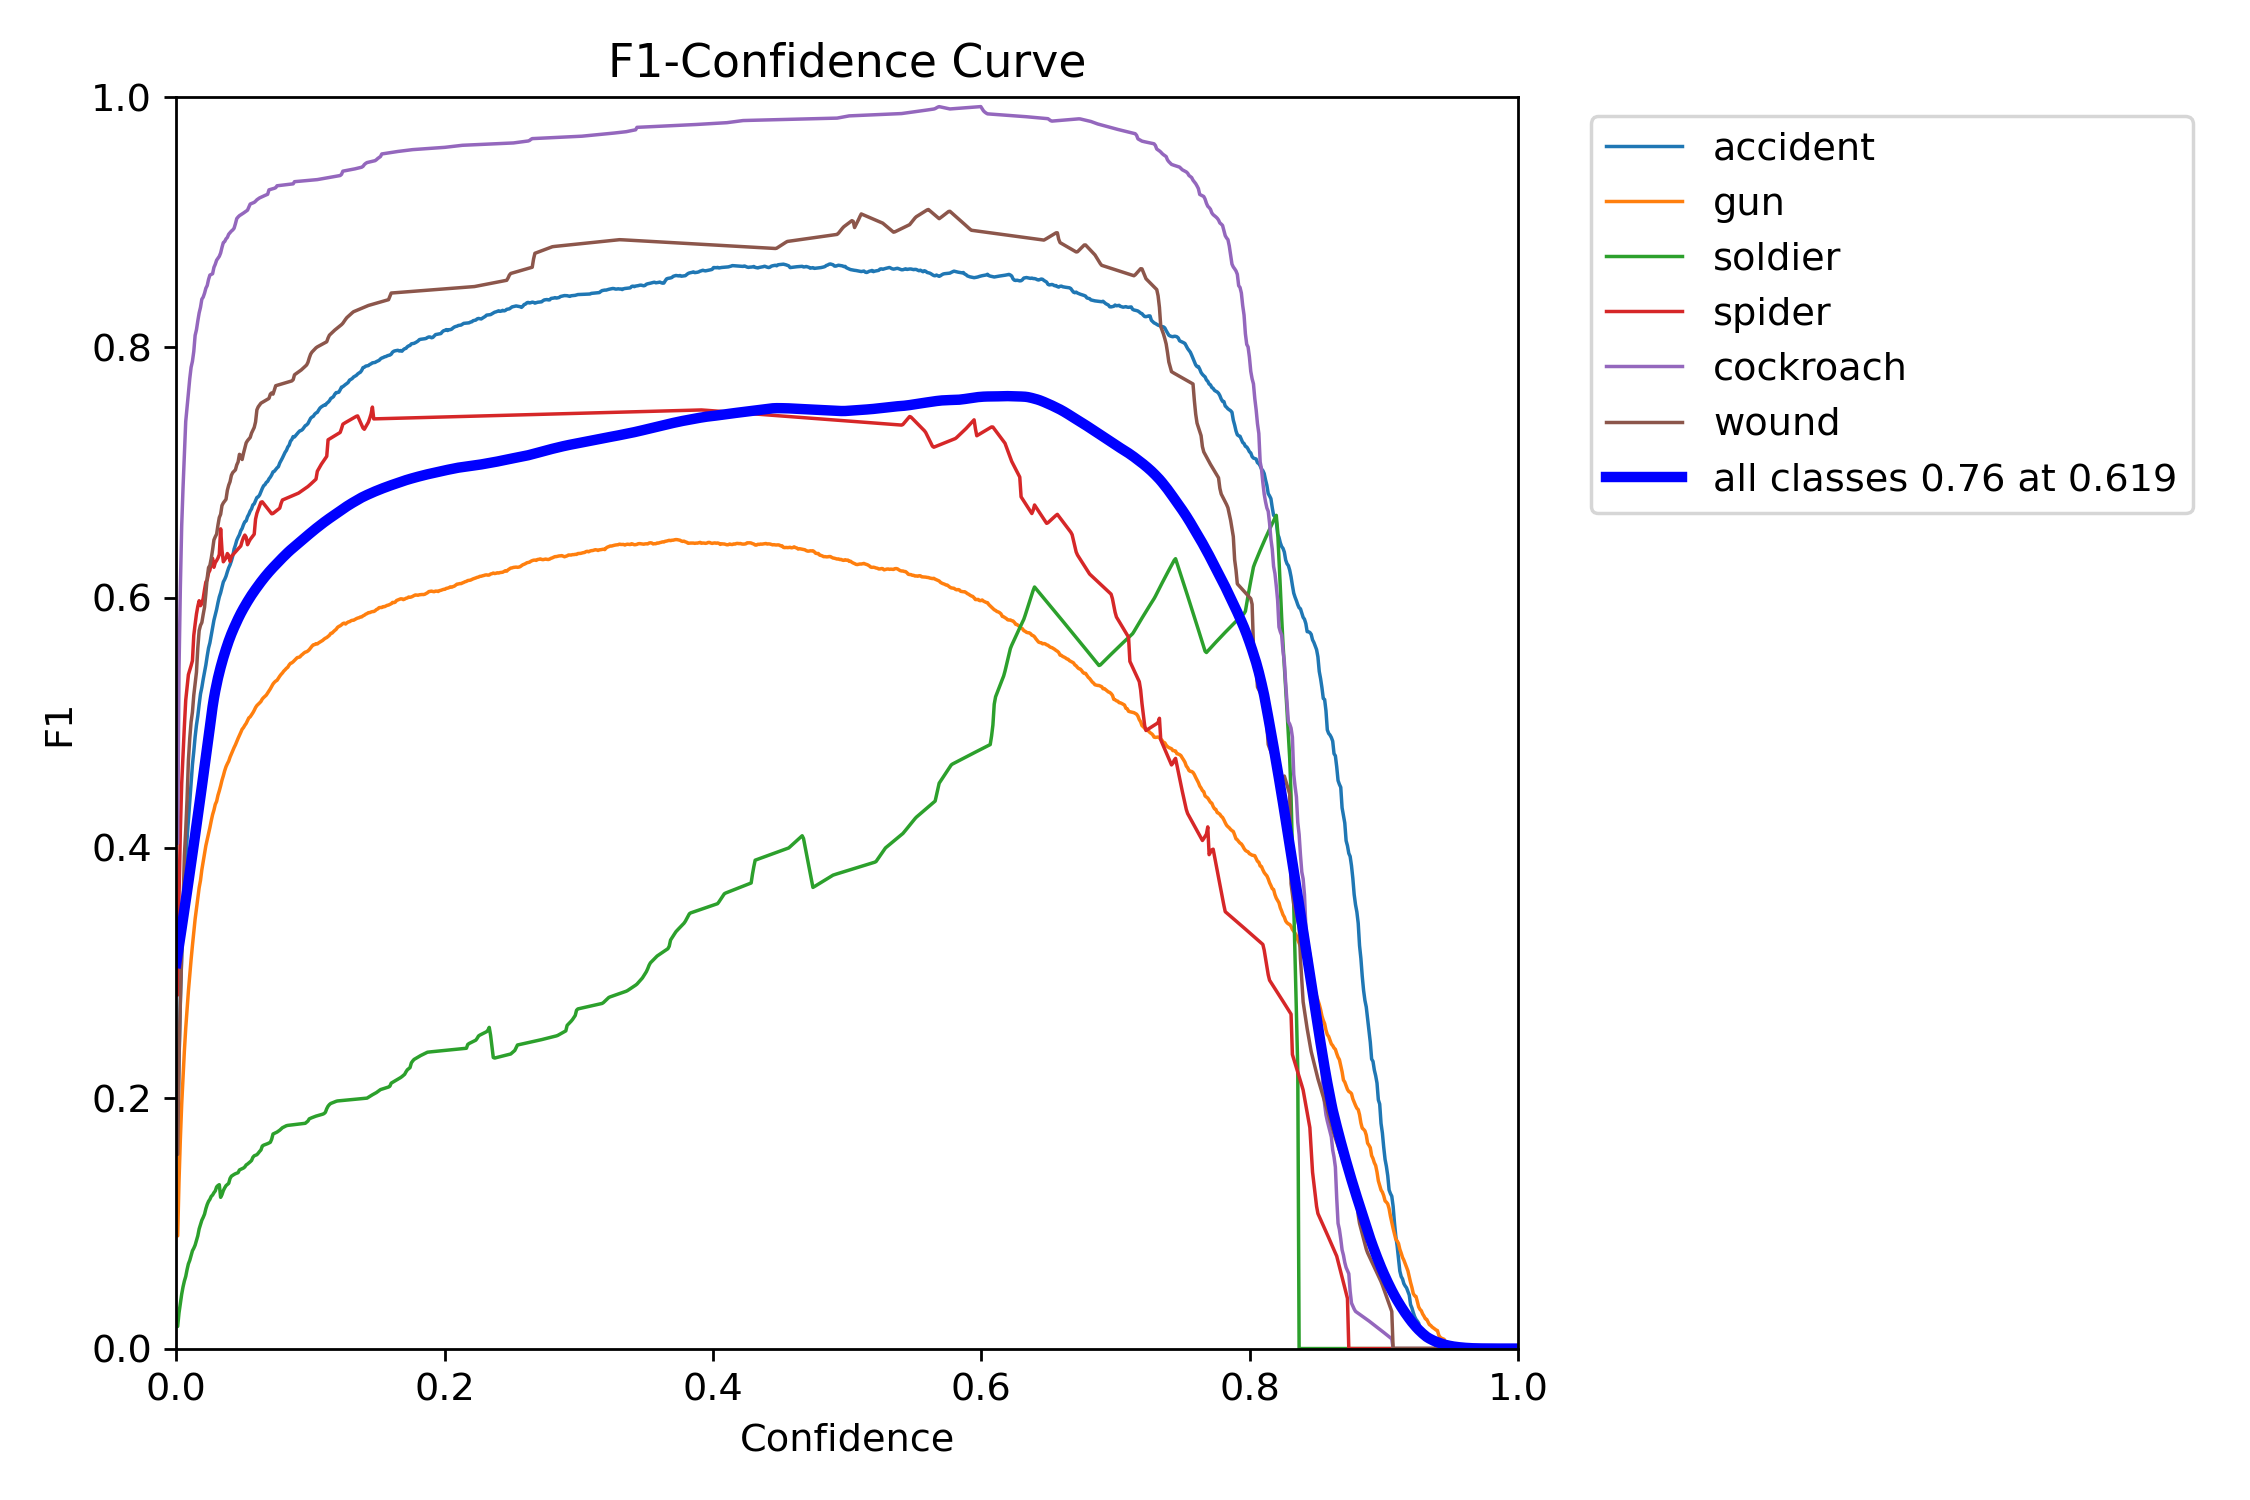 F1-Confidence Curve
1.0
0.8
0.6
0.4
0.2
0.0
F1
0.0 0.2 0.4 0.6 0.8 1.0
Confidence
accident
gun
soldier
spider
cockroach
wound
all classes 0.76 at 0.619